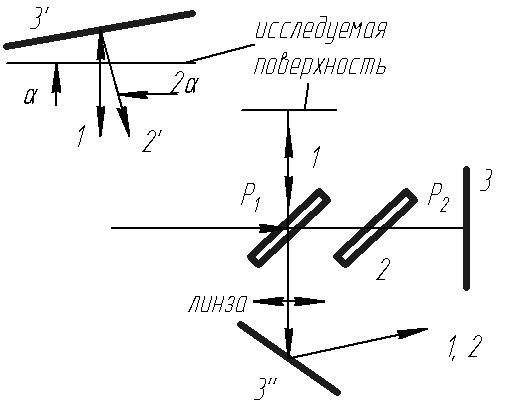 3'
исследуемая
поверхность
α
2α
1
2'
1
P₁
P₂
3
2
линза
1, 2
3"